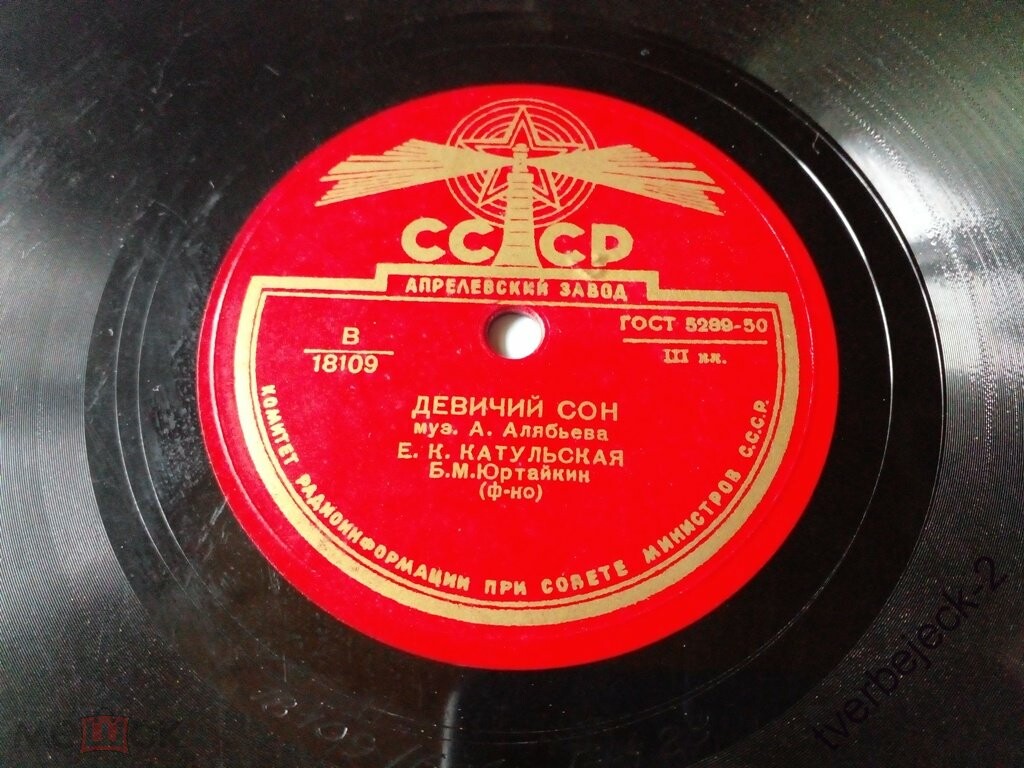 СССР
АПРЕЛЕВСКИЙ ЗАВОД
В
18109
ГОСТ 5289-50
III кл.
ДЕВИЧИЙ СОН
муз. А. Алябьева
Е. К. КАТУЛЬСКАЯ
Б.М.Юртайкин
(ф-но)
КОМИТЕТ РАДИОИНФОРМАЦИИ ПРИ СОВЕТЕ МИНИСТРОВ С.С.С.Р.
tverbejeck-2